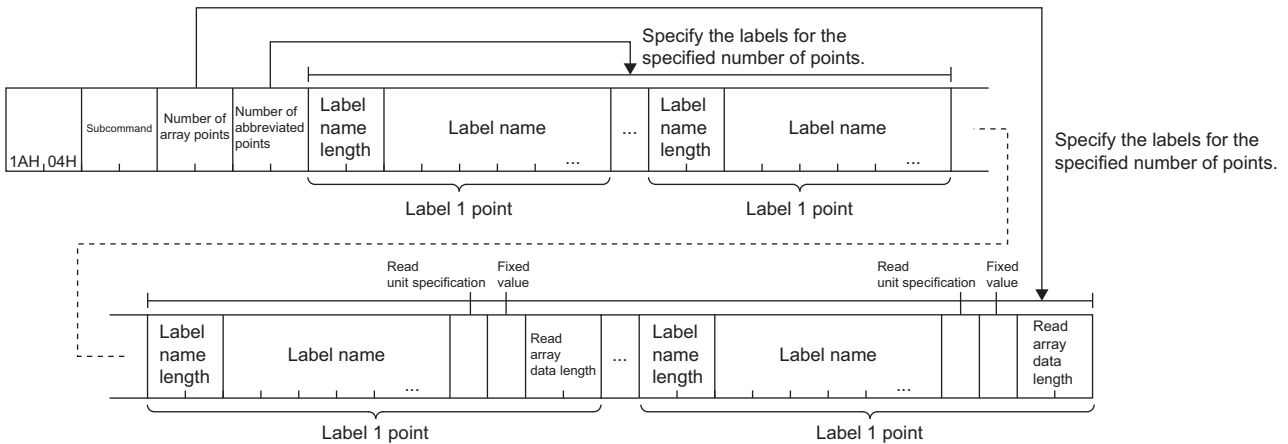 Specify the labels for the
specified number of points.
1AH 04H
Subcommand
Number of
array points
Number of
abbreviated
points
Label
name
length
Label name
...
...
Label
name
length
Label name
...
Specify the labels for the
specified number of points.
Label 1 point
Label 1 point
Read
unit specification
Fixed
value
Read
unit specification
Fixed
value
Label
name
length
Label name
...
Read
array
data length
...
Label
name
length
Label name
...
Read
array
data
length
Label 1 point
Label 1 point